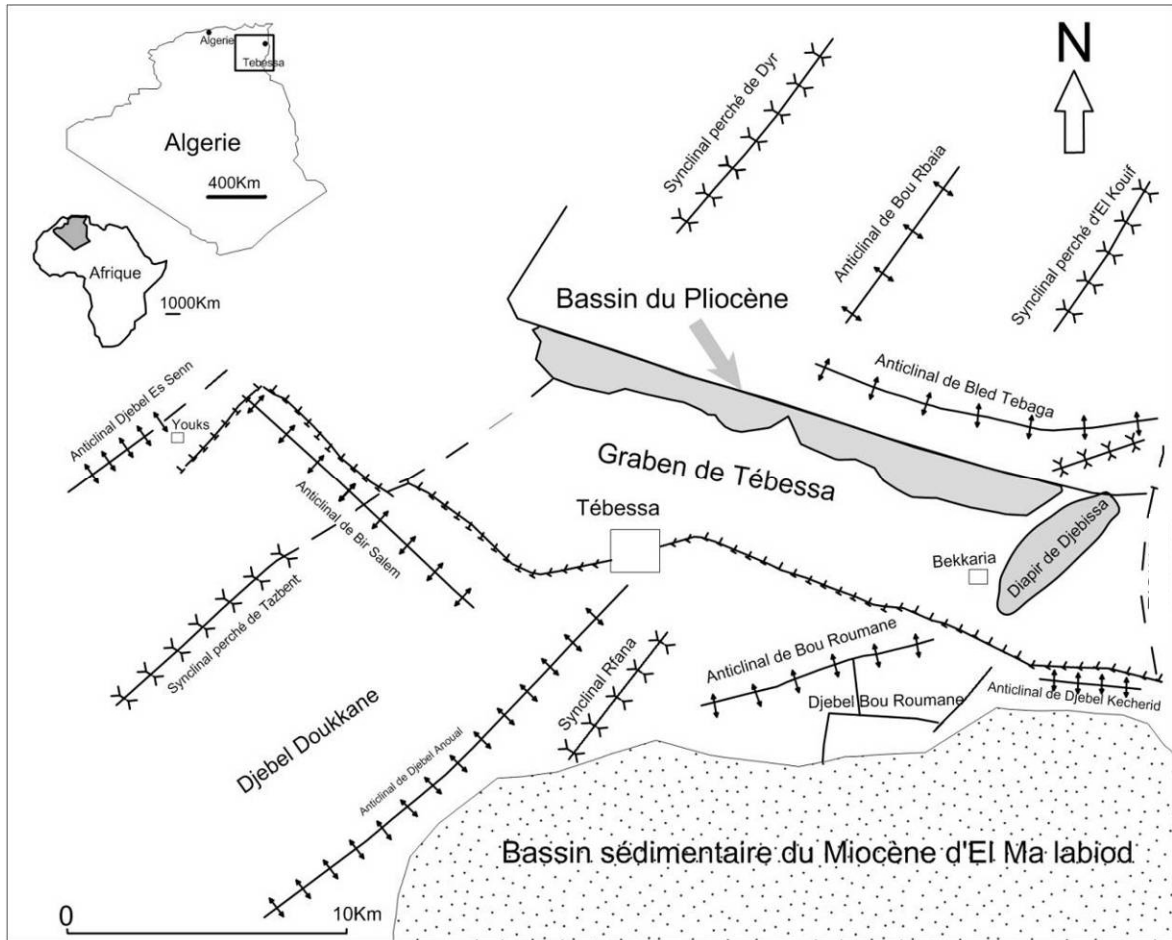 Algerie
Tebessa
Algerie
400Km
Afrique
1000Km
N
Synclinal perché de Dyr
Anticlinal de Bou Rbaia
Synclinal perché d'El Kouif
Bassin du Pliocène
Anticlinal de Bled Tebaga
Anticlinal Djebel Es Senn
Youks
Graben de Tébessa
Anticlinal de Bir Salem
Tébessa
Bekkaria
Diapir de Djebissa
Synclinal perché de Tazbent
Synclinal Rfana
Anticlinal de Bou Roumane
Djebel Bou Roumane
Anticlinal de Djebel Kecherid
Djebel Doukkane
Anticlinal de Djebel Anoual
Bassin sédimentaire du Miocène d'El Ma labiod
0
10Km